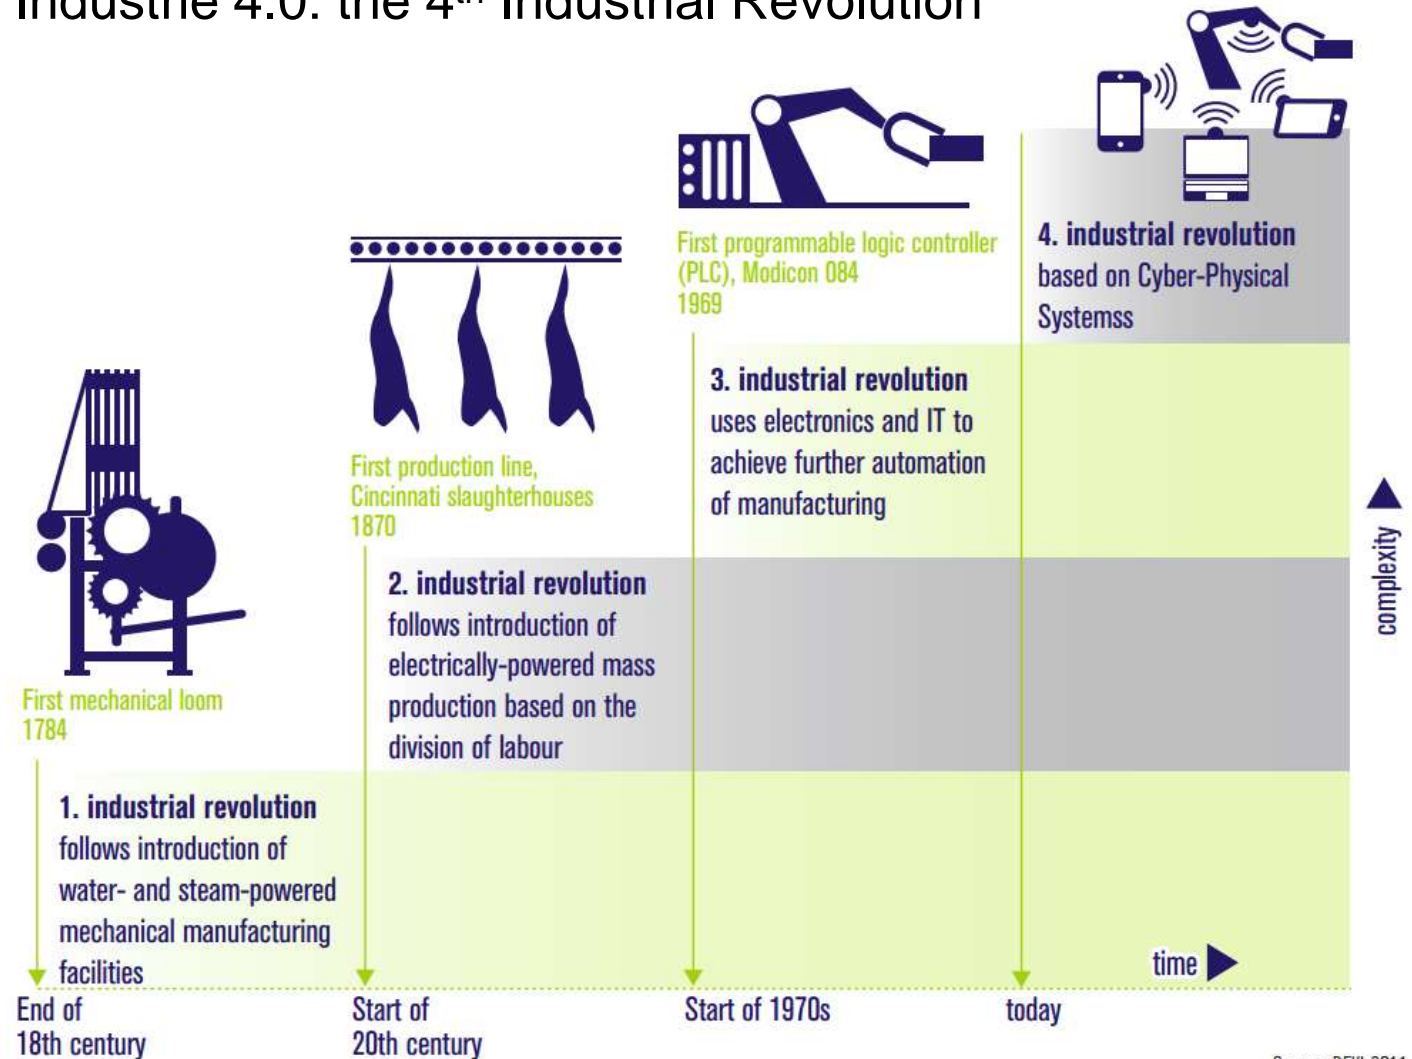 Industrie 4.0: the 4th Industrial Revolution
First programmable logic controller
(PLC), Modicon 084
1969
4. industrial revolution
based on Cyber-Physical
Systemss
3. industrial revolution
uses electronics and IT to
achieve further automation
of manufacturing
First production line,
Cincinnati slaughterhouses
1870
complexity
2. industrial revolution
follows introduction of
electrically-powered mass
production based on the
division of labour
First mechanical loom
1784
1. industrial revolution
follows introduction of
water- and steam-powered
mechanical manufacturing
facilities
time
End of
18th century
Start of
20th century
Start of 1970s
today